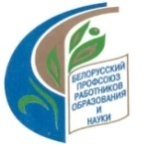 БЕЛОРУССКИЙ
ПРОФСОЮЗ
РАБОТНИКОВ
ОБРАЗОВАНИЯ
И
НАУКИ